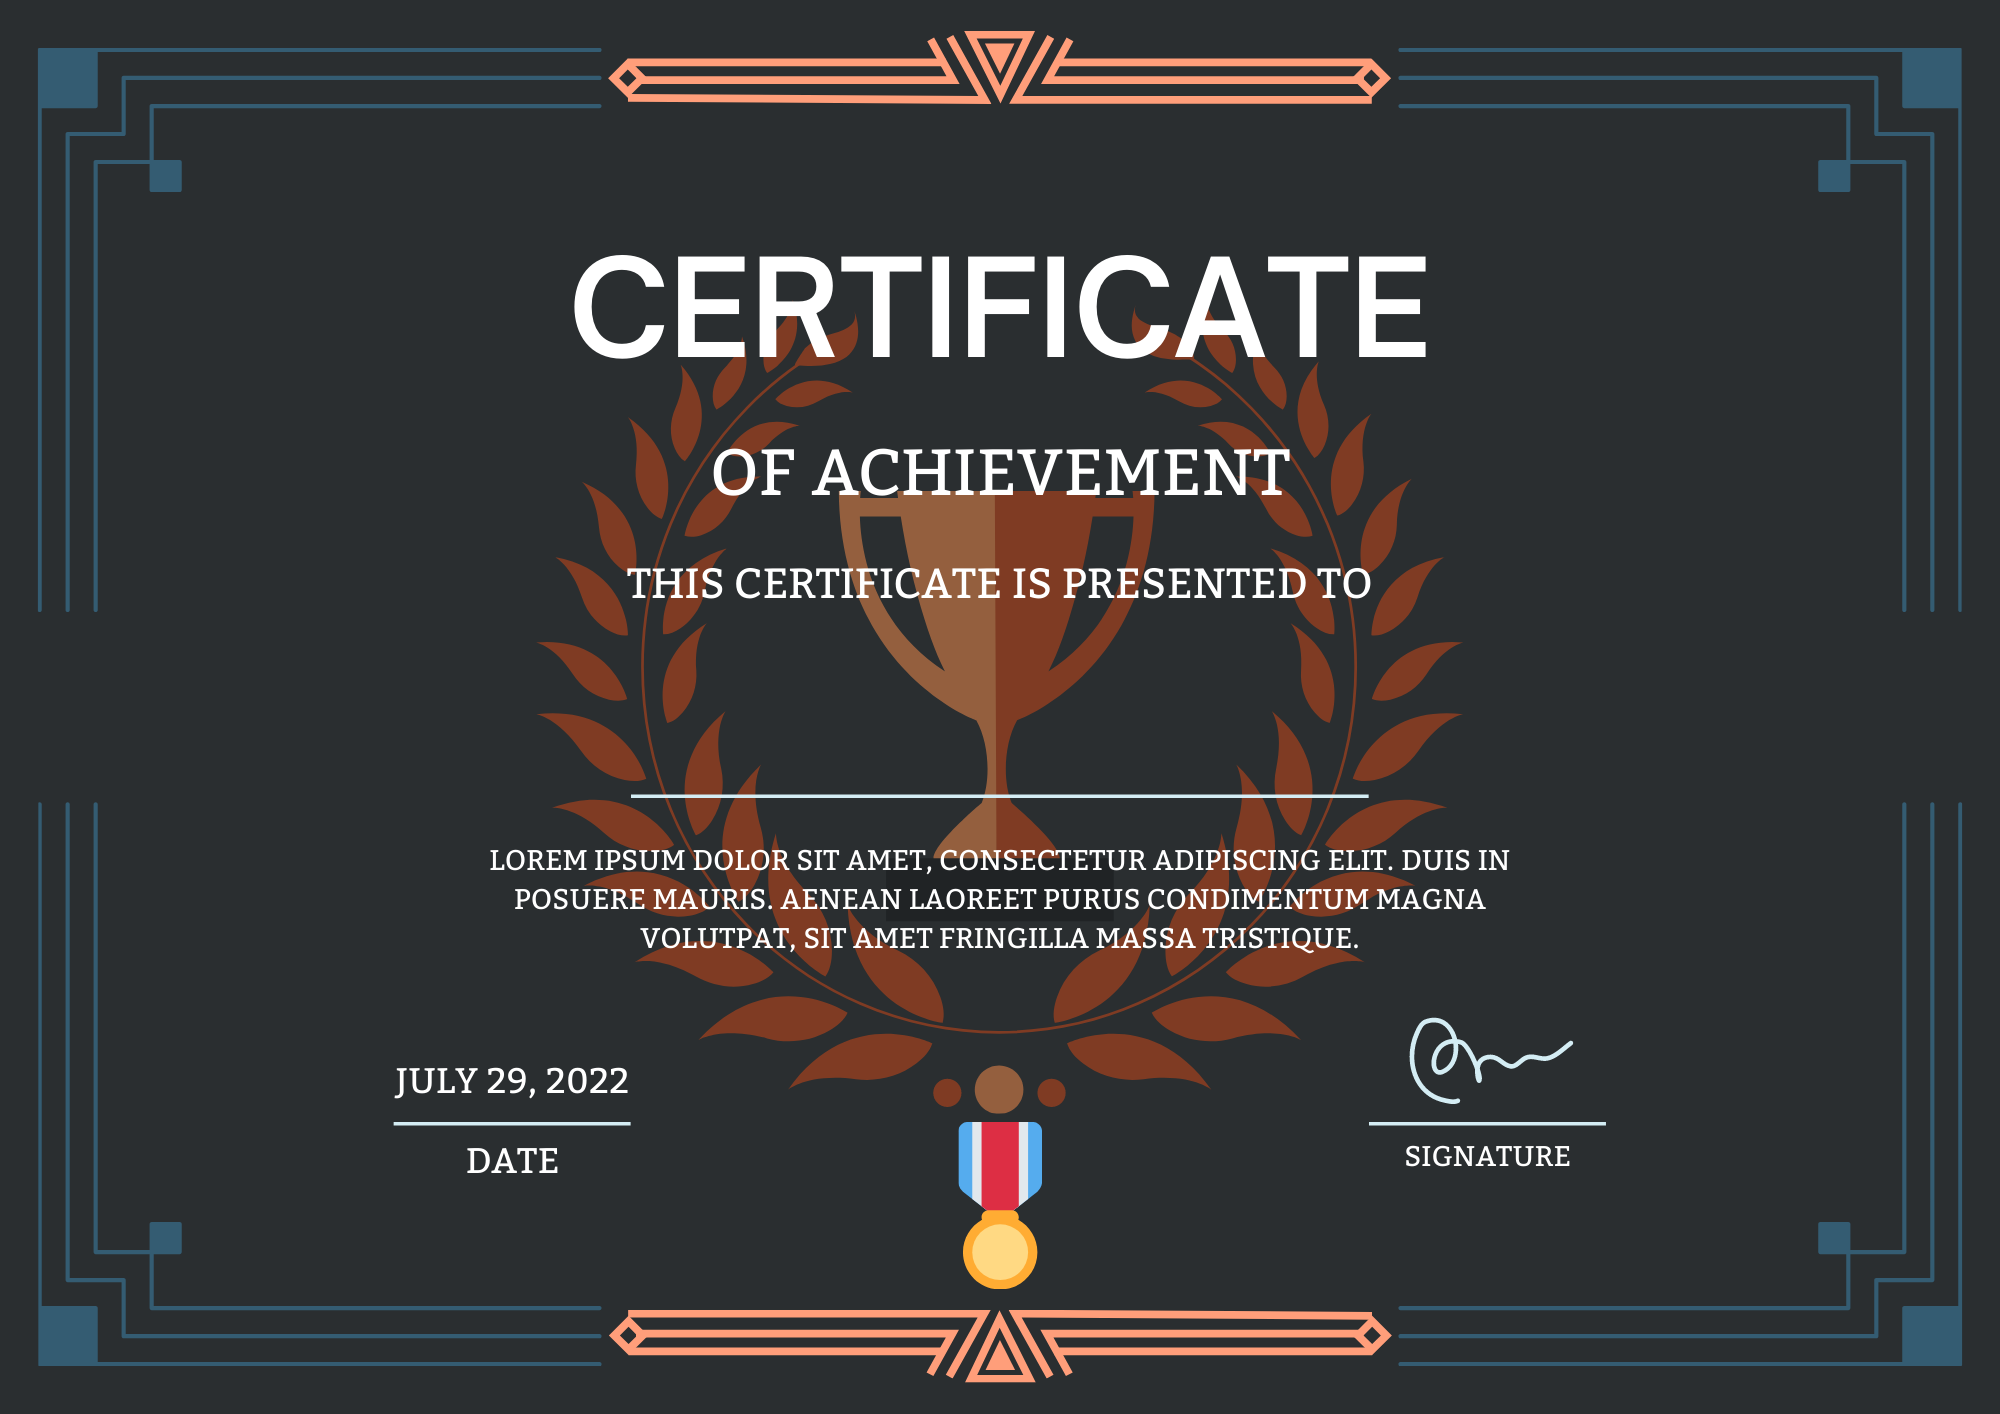 CERTIFICATE
OF ACHIEVEMENT
THIS CERTIFICATE IS PRESENTED TO
LOREM IPSUM DOLOR SIT AMET, CONSECTETUR ADIPISCING ELIT. DUIS IN
POSUERE MAURIS. AENEAN LAOREET PURUS CONDIMENTUM MAGNA
VOLUTPAT, SIT AMET FRINGILLA MASSA TRISTIQUE.
JULY 29, 2022
DATE
SIGNATURE